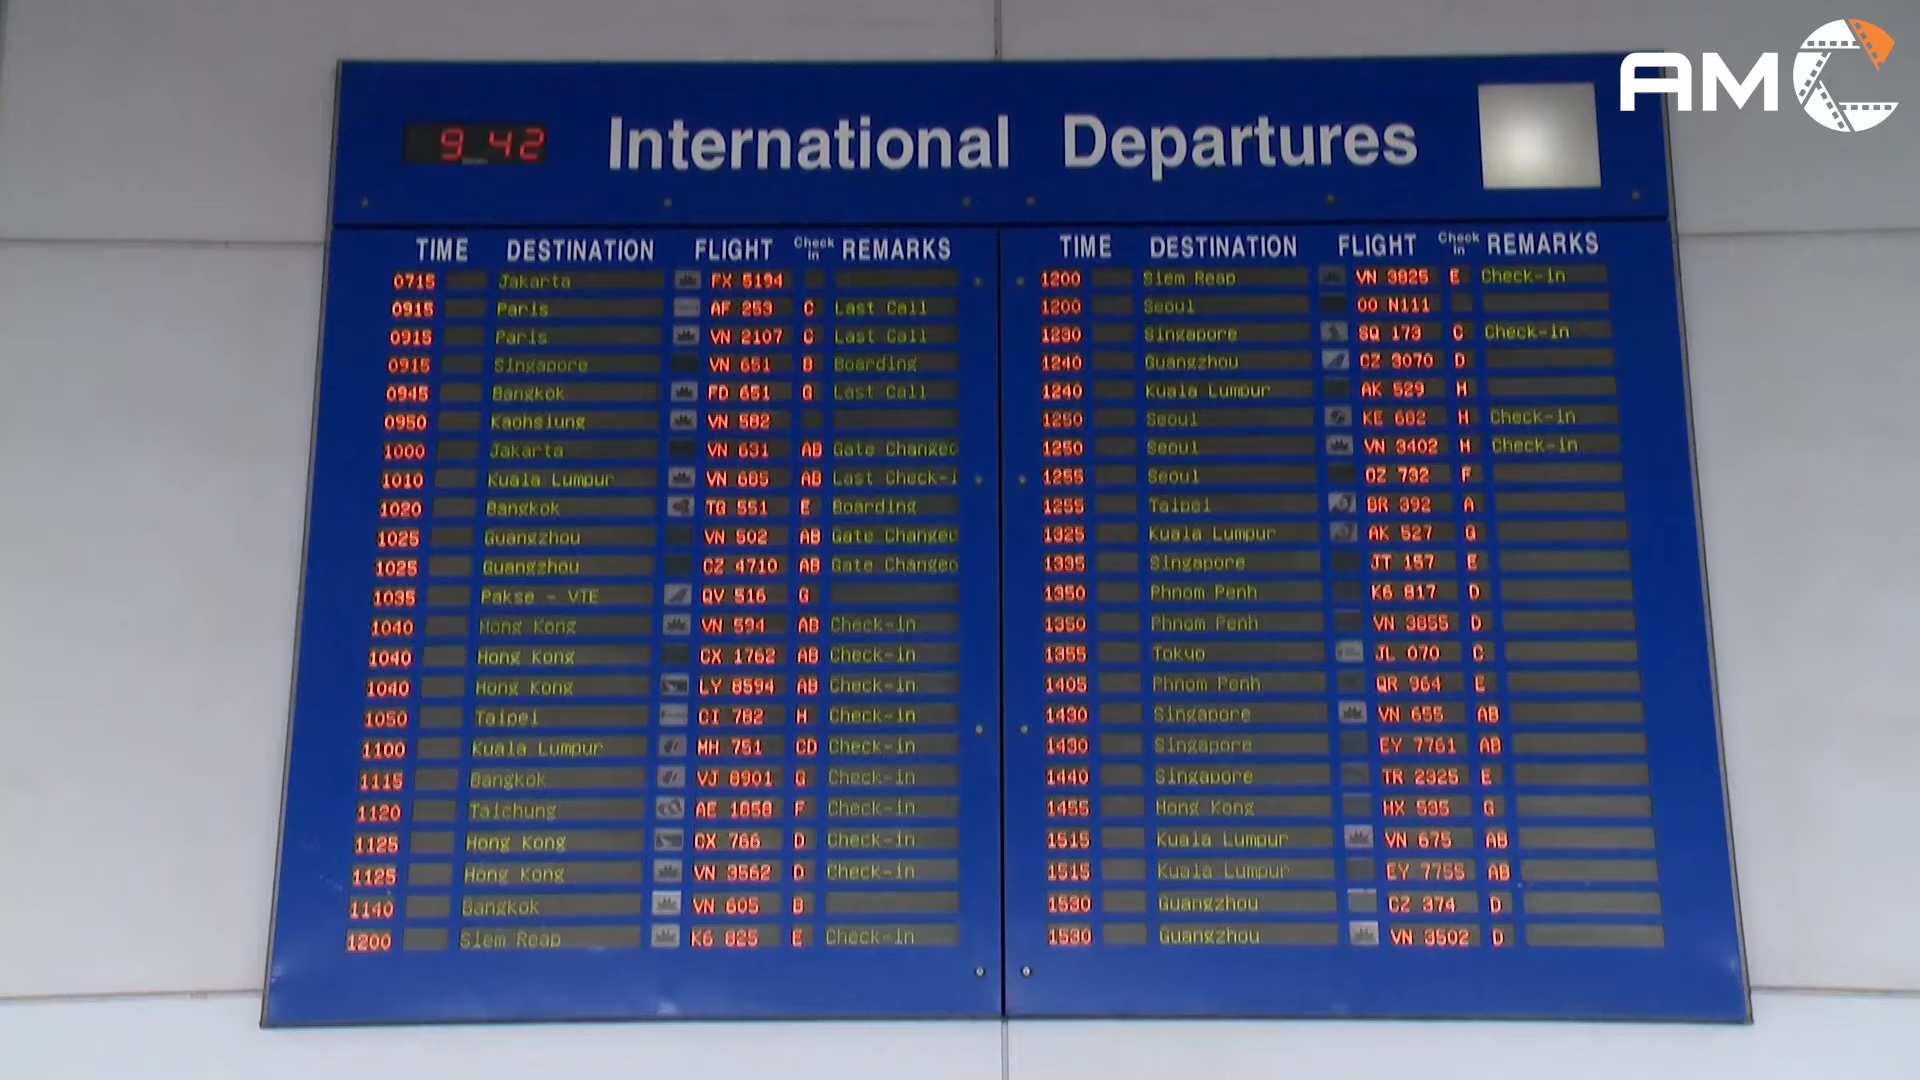 AMC
9 42
International Departures
TIME DESTINATION FLIGHT Check in REMARKS
0715 Jakarta FX 5194
0915 Paris AF 253 C Last Call
0915 Paris VN 2107 C Last Call
0915 Singapore VN 651 B Boarding
0945 Bangkok FD 651 G Last Call
0950 Kaohsiung VN 582
1000 Jakarta VN 631 AB Gate Changed
1010 Kuala Lumpur VN 685 AB Last Check-i
1020 Bangkok TG 551 E Boarding
1025 Guangzhou VN 502 AB Gate Changed
1025 Guangzhou CZ 4710 AB Gate Changed
1035 Pakse - VTE QV 516 G
1040 Hong Kong VN 594 AB Check-in
1040 Hong Kong CX 1762 AB Check-in
1040 Hong Kong LY 8594 AB Check-in
1050 Taipei CI 782 H Check-in
1100 Kuala Lumpur MH 751 CD Check-in
1115 Bangkok VJ 8901 G Check-in
1120 Taichung AE 1858 F Check-in
1125 Hong Kong CX 766 D Check-in
1125 Hong Kong VN 3562 D Check-in
1140 Bangkok VN 605 B
1200 Siem Reap K6 825 E Check-in
TIME DESTINATION FLIGHT Check in REMARKS
1200 Siem Reap VN 3825 E Check-in
1200 Seoul OO N111
1230 Singapore SQ 173 C Check-in
1240 Guangzhou CZ 3070 D
1240 Kuala Lumpur AK 529 H
1250 Seoul KE 682 H Check-in
1250 Seoul VN 3402 H Check-in
1255 Seoul OZ 732 F
1255 Taipei BR 392 A
1325 Kuala Lumpur AK 527 G
1335 Singapore JT 157 E
1350 Phnom Penh K6 817 D
1350 Phnom Penh VN 3855 D
1355 Tokyo JL 070 C
1405 Phnom Penh QR 964 E
1430 Singapore VN 655 AB
1430 Singapore EY 7761 AB
1440 Singapore TR 2325 E
1455 Hong Kong HX 535 G
1515 Kuala Lumpur VN 675 AB
1515 Kuala Lumpur EY 7755 AB
1530 Guangzhou CZ 374 D
1530 Guangzhou VN 3502 D